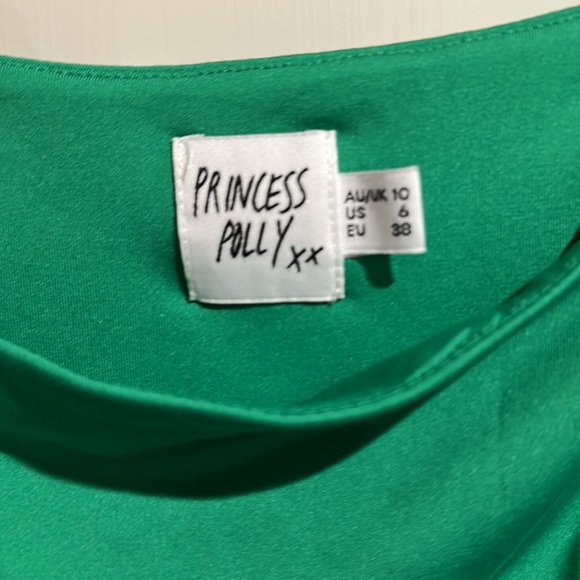 PRINCESS
POLLY xx
AU/UK 10
US 6
EU 38